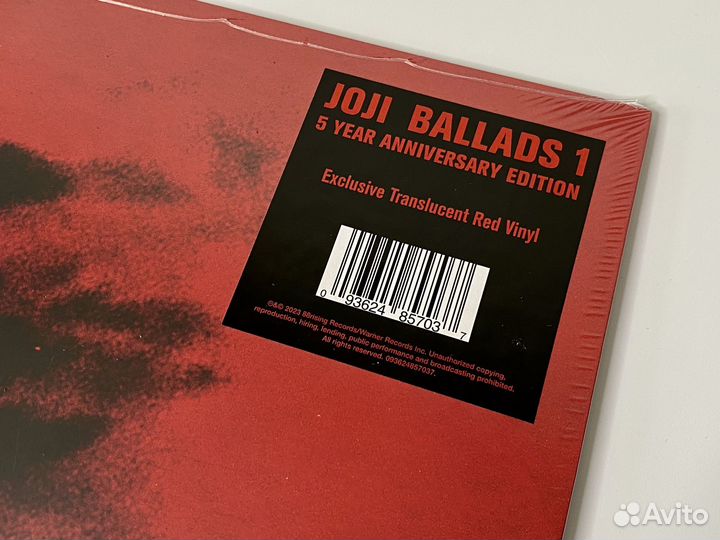 JOJI BALLADS 1
5 YEAR ANNIVERSARY EDITION
Exclusive Translucent Red Vinyl
0 93624 85703 7
℗&© 2023 88rising Records/Warner Records Inc. Unauthorized copying,
reproduction, hiring, lending, public performance and broadcasting prohibited.
All rights reserved. 093624857037.
Avito